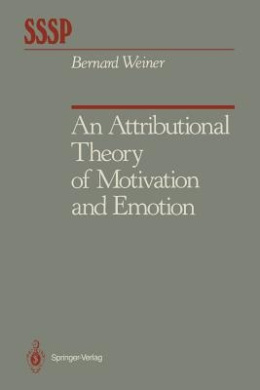 SSSP
Bernard Weiner
An Attributional
Theory
of Motivation
and Emotion
Springer-Verlag